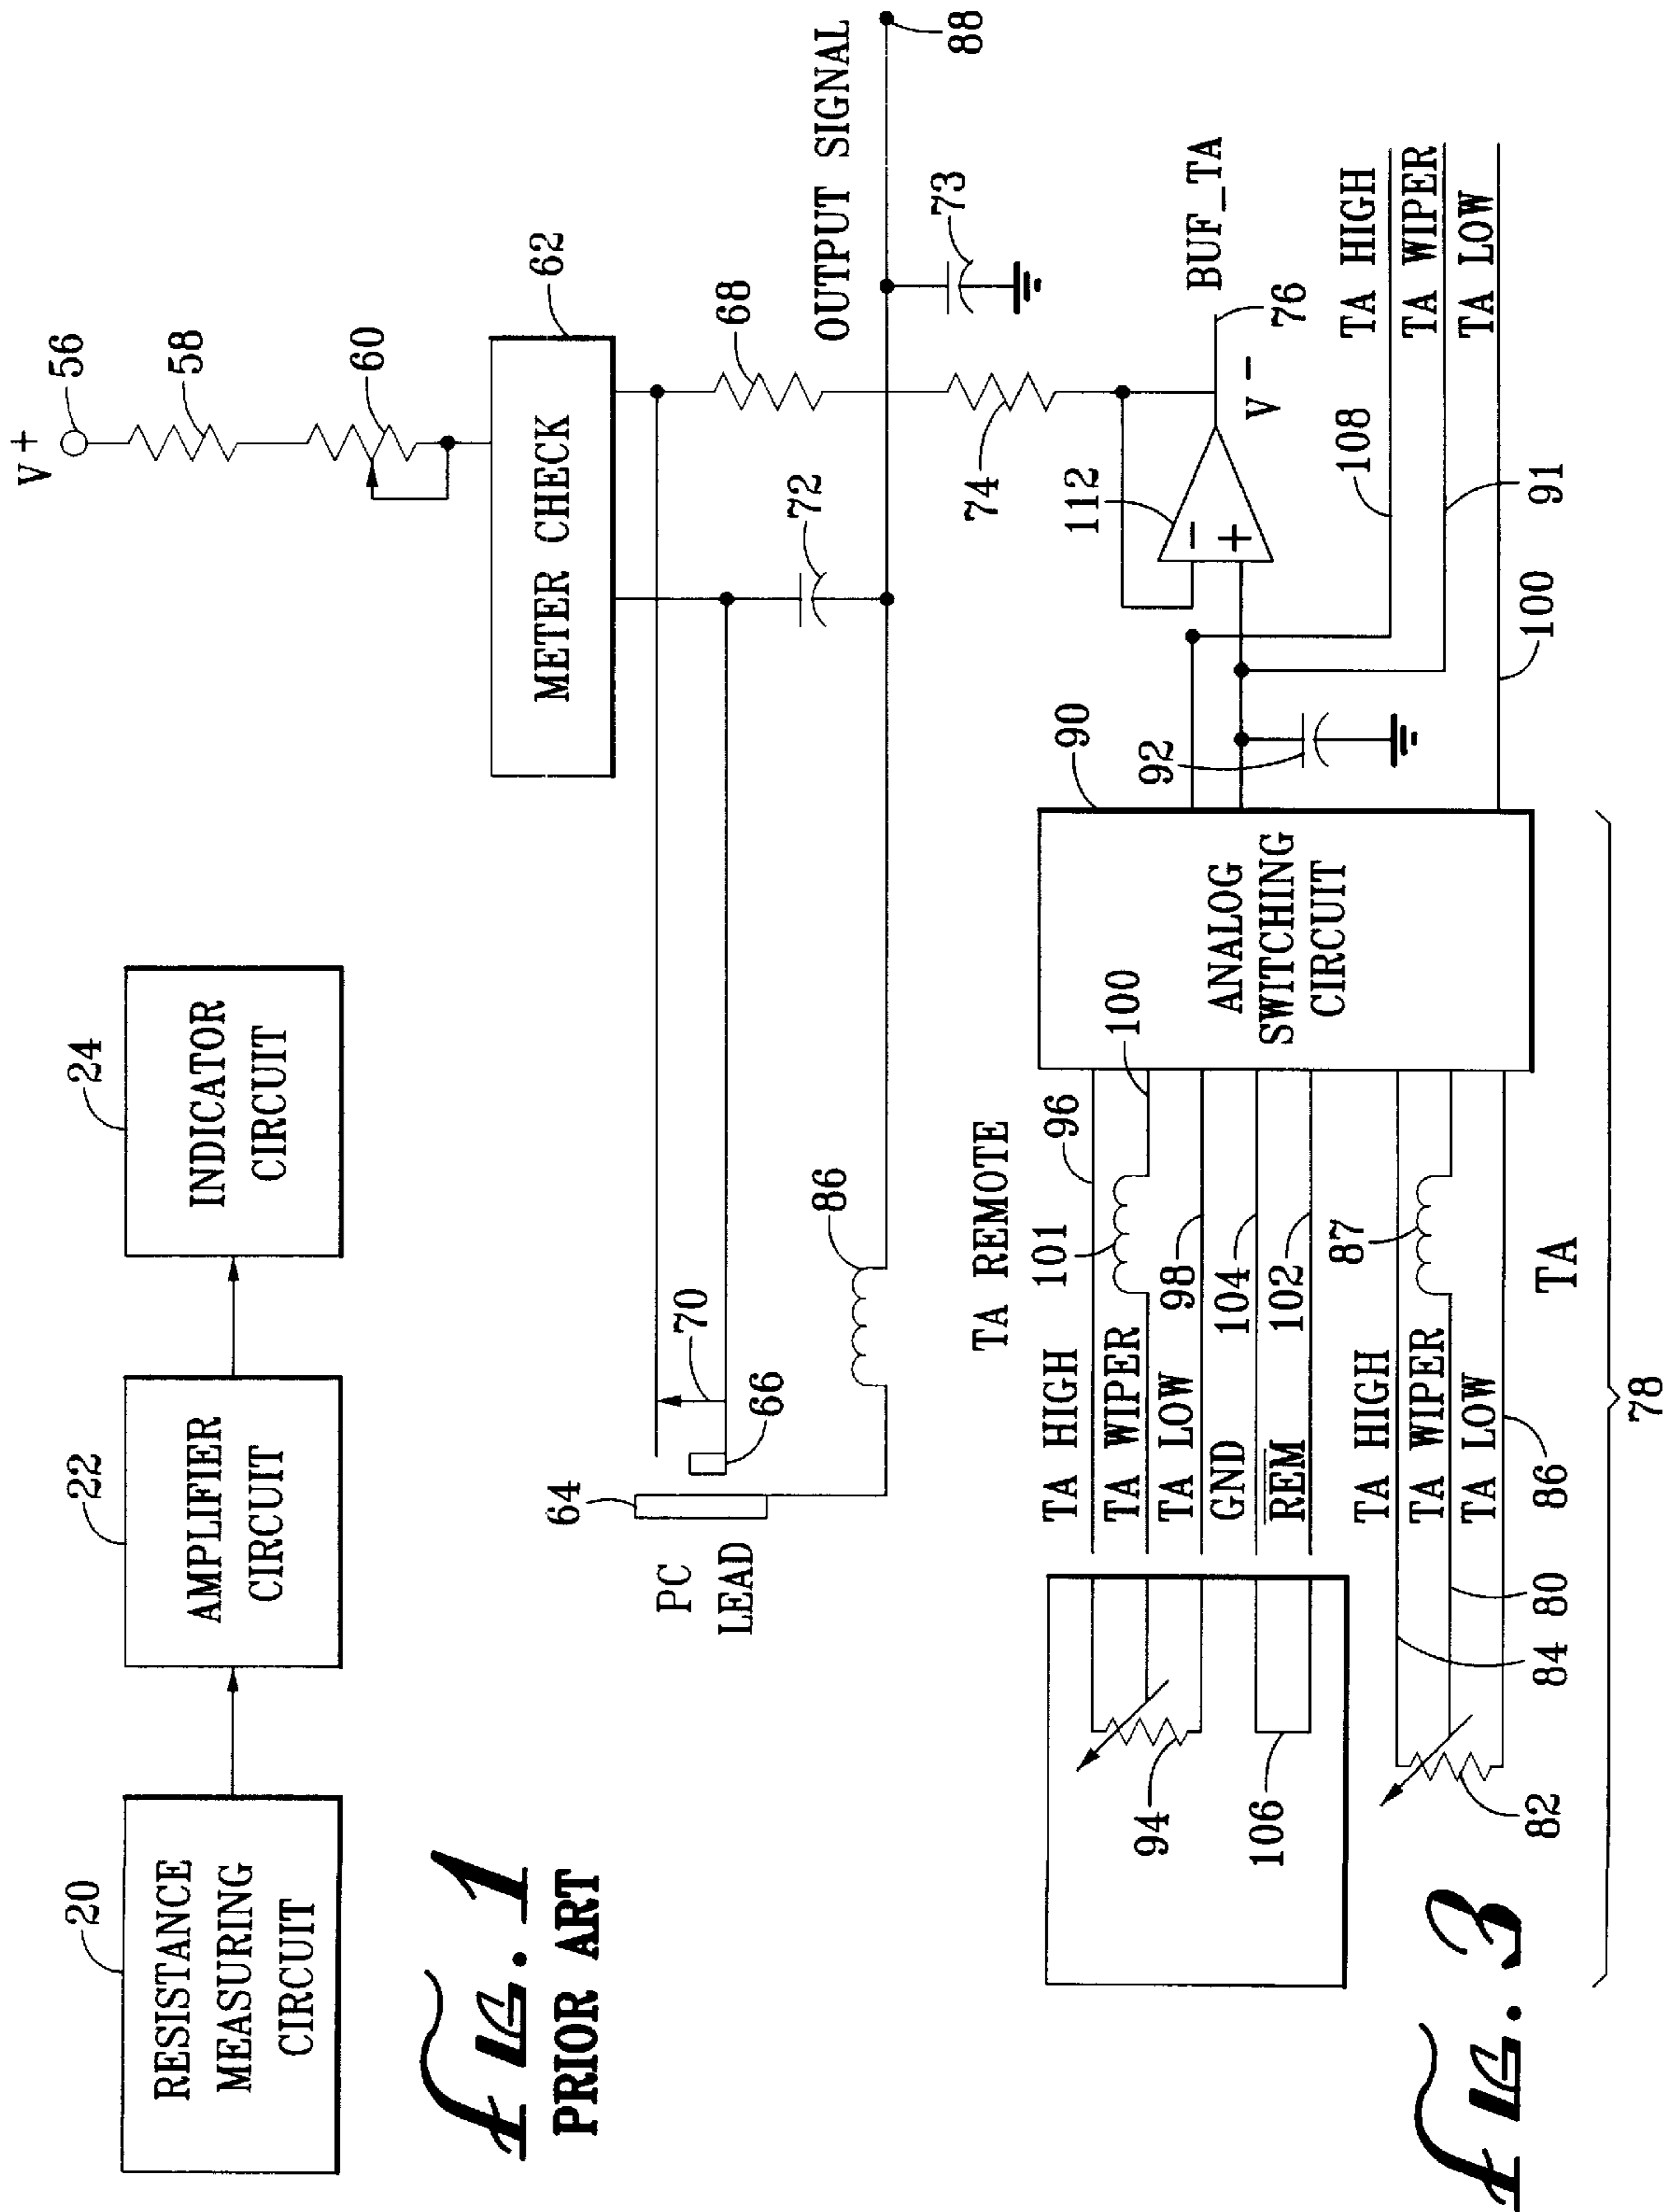 20
RESISTANCE
MEASURING
CIRCUIT
22
AMPLIFIER
CIRCUIT
24
INDICATOR
CIRCUIT
FIG. 1
PRIOR ART
V+
56
58
60
METER CHECK
62
64
PC
LEAD
66
70
68
72
86
OUTPUT SIGNAL
88
73
74
112
-
+
V-
BUF_TA
76
TA REMOTE
TA HIGH
101
96
TA WIPER
100
TA LOW
98
GND
104
REM
102
94
106
TA HIGH
87
TA WIPER
TA LOW
82
84
80
86
TA
78
ANALOG
SWITCHING
CIRCUIT
90
92
108
TA HIGH
91
TA WIPER
100
TA LOW
FIG. 3